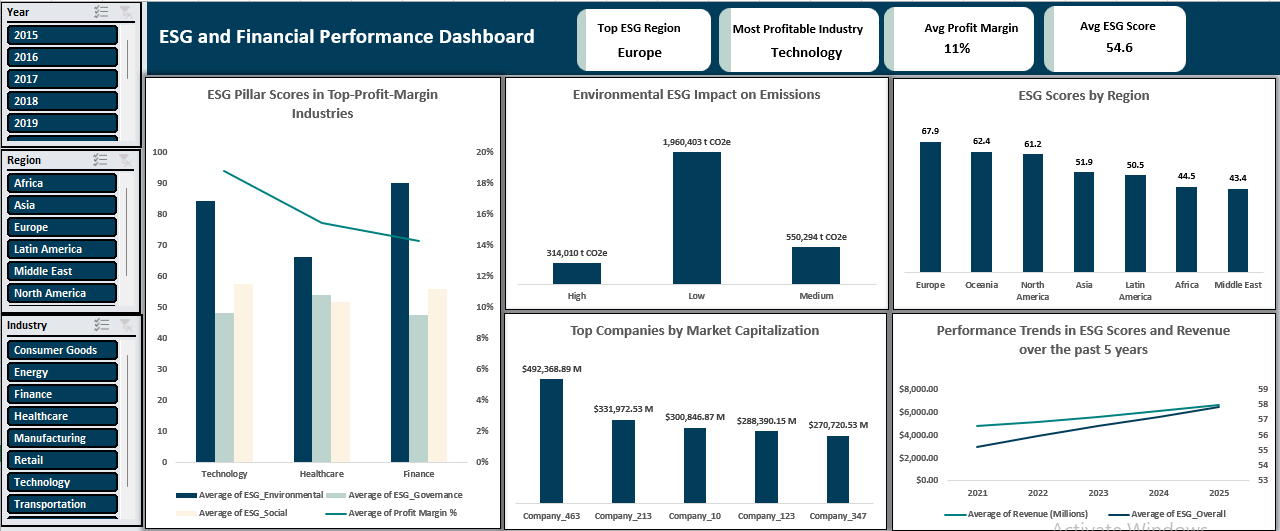 Year
2015
2016
2017
2018
2019
Region
Africa
Asia
Europe
Latin America
Middle East
North America
Industry
Consumer Goods
Energy
Finance
Healthcare
Manufacturing
Retail
Technology
Transportation
ESG and Financial Performance Dashboard
Top ESG Region
Europe
Most Profitable Industry
Technology
Avg Profit Margin
11%
Avg ESG Score
54.6
ESG Pillar Scores in Top-Profit-Margin
Industries
100
90
80
70
60
50
40
30
20
10
0
20%
18%
16%
14%
12%
10%
8%
6%
4%
2%
0%
Technology
Healthcare
Finance
Average of ESG_Environmental
Average of ESG_Governance
Average of ESG_Social
Average of Profit Margin %
Environmental ESG Impact on Emissions
314,010 t CO2e
1,960,403 t CO2e
550,294 t CO2e
High
Low
Medium
ESG Scores by Region
67.9
62.4
61.2
51.9
50.5
44.5
43.4
Europe
Oceania
North
America
Asia
Latin
America
Africa
Middle East
Top Companies by Market Capitalization
$492,368.89 M
$331,972.53 M
$300,846.87 M
$288,390.15 M
$270,720.53 M
Company_463
Company_213
Company_10
Company_123
Company_347
Performance Trends in ESG Scores and Revenue
over the past 5 years
$8,000.00
$6,000.00
$4,000.00
$2,000.00
$0.00
59
58
57
56
55
54
53
2021
2022
2023
2024
2025
Average of Revenue (Millions)
Average of ESG_Overall
Activate Windows